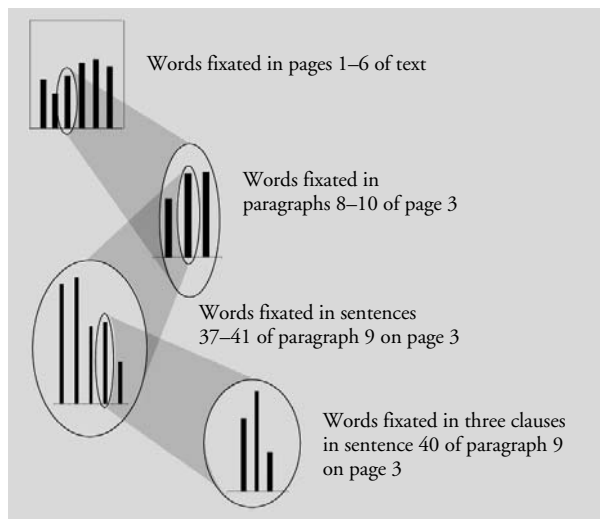 Words fixated in pages 1–6 of text
Words fixated in
paragraphs 8–10 of page 3
Words fixated in sentences
37–41 of paragraph 9 on page 3
Words fixated in three clauses
in sentence 40 of paragraph 9
on page 3